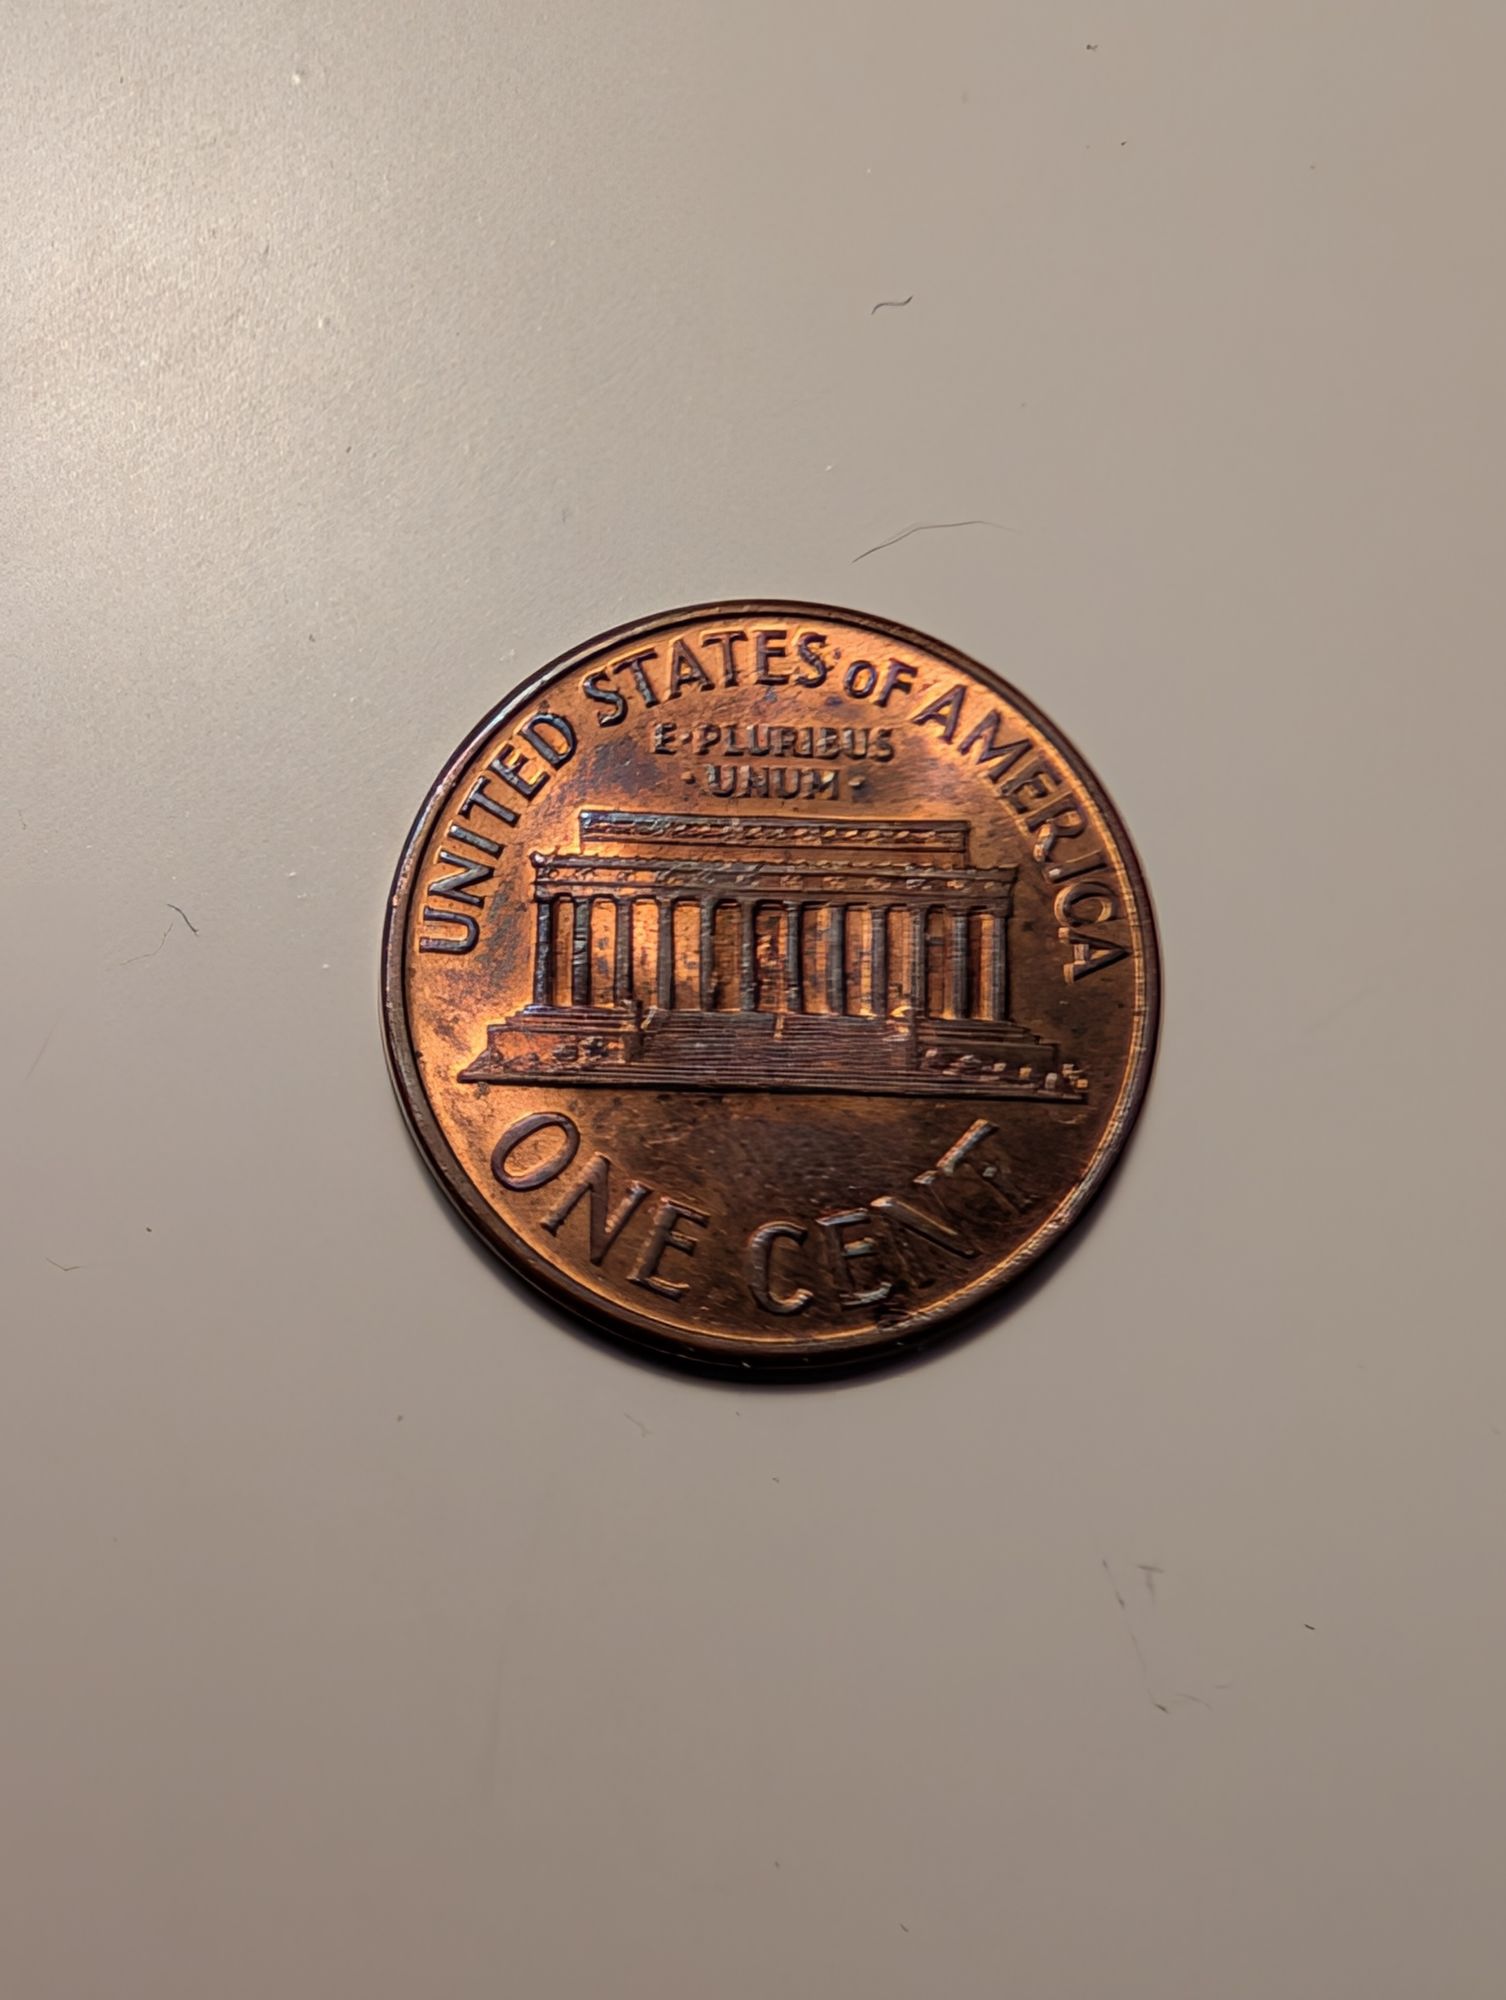 UNITED STATES OF AMERICA
E·PLURIBUS
·UNUM·
ONE CENT